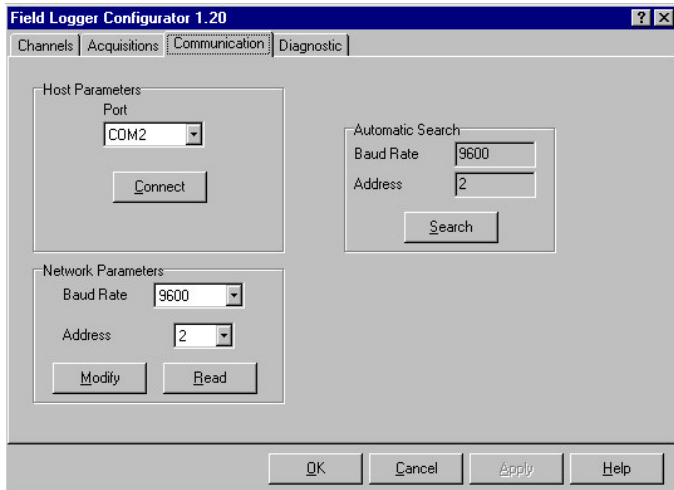 Field Logger Configurator 1.20
Channels Acquisitions Communication Diagnostic
Host Parameters
Port
COM2
Connect
Automatic Search
Baud Rate 9600
Address 2
Search
Network Parameters
Baud Rate 9600
Address 2
Modify Read
OK Cancel Apply Help